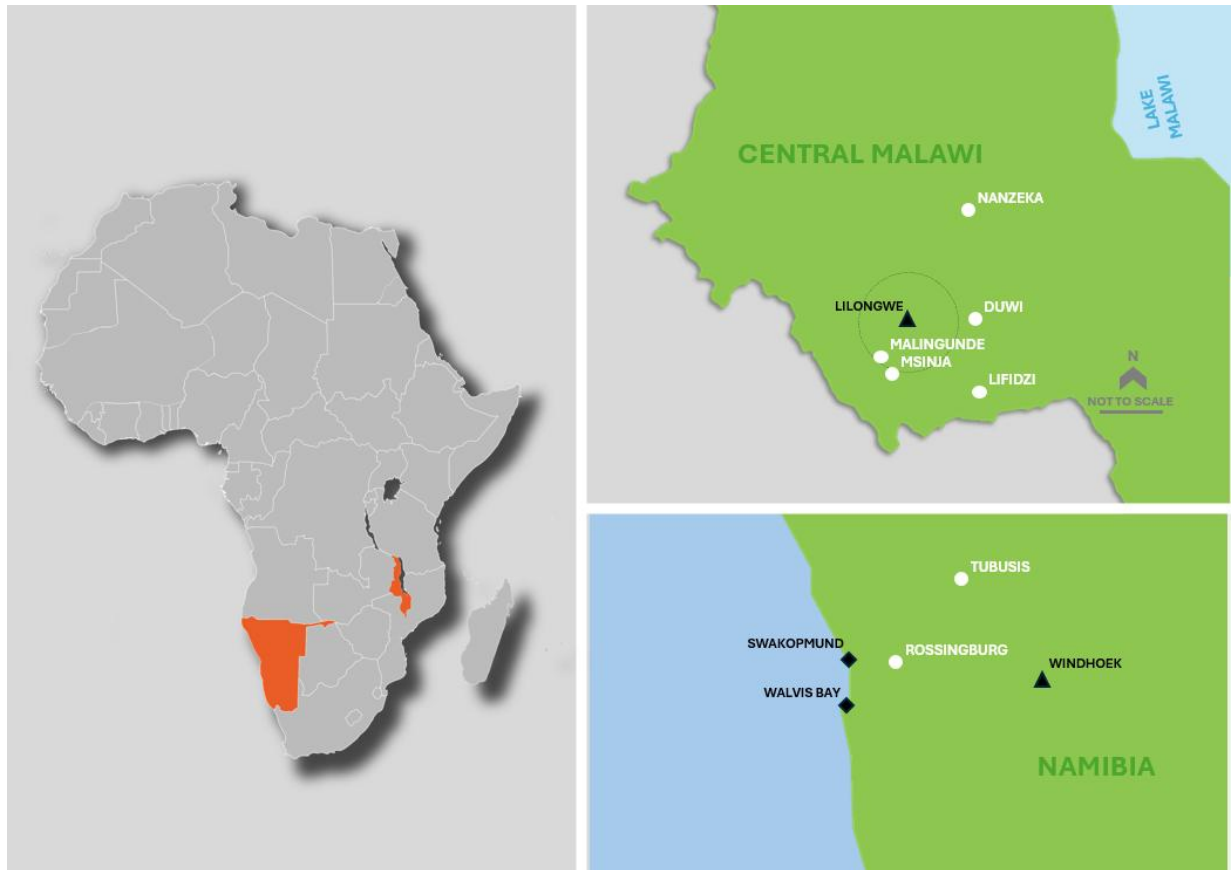 LAKE
MALAWI
CENTRAL MALAWI
NANZEKA
LILONGWE
DUWI
MALINGUNDE
MSINJA
LIFIDZI
N
NOT TO SCALE
TUBUSIS
SWAKOPMUND
ROSSINGBURG
WINDHOEK
WALVIS BAY
NAMIBIA